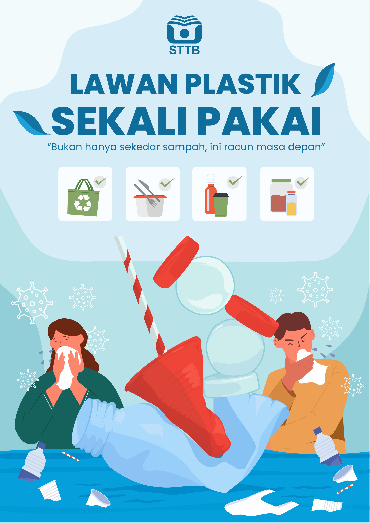 STTB
LAWAN PLASTIK
SEKALI PAKAI
"Bukan hanya sekedar sampah, ini racun masa depan"